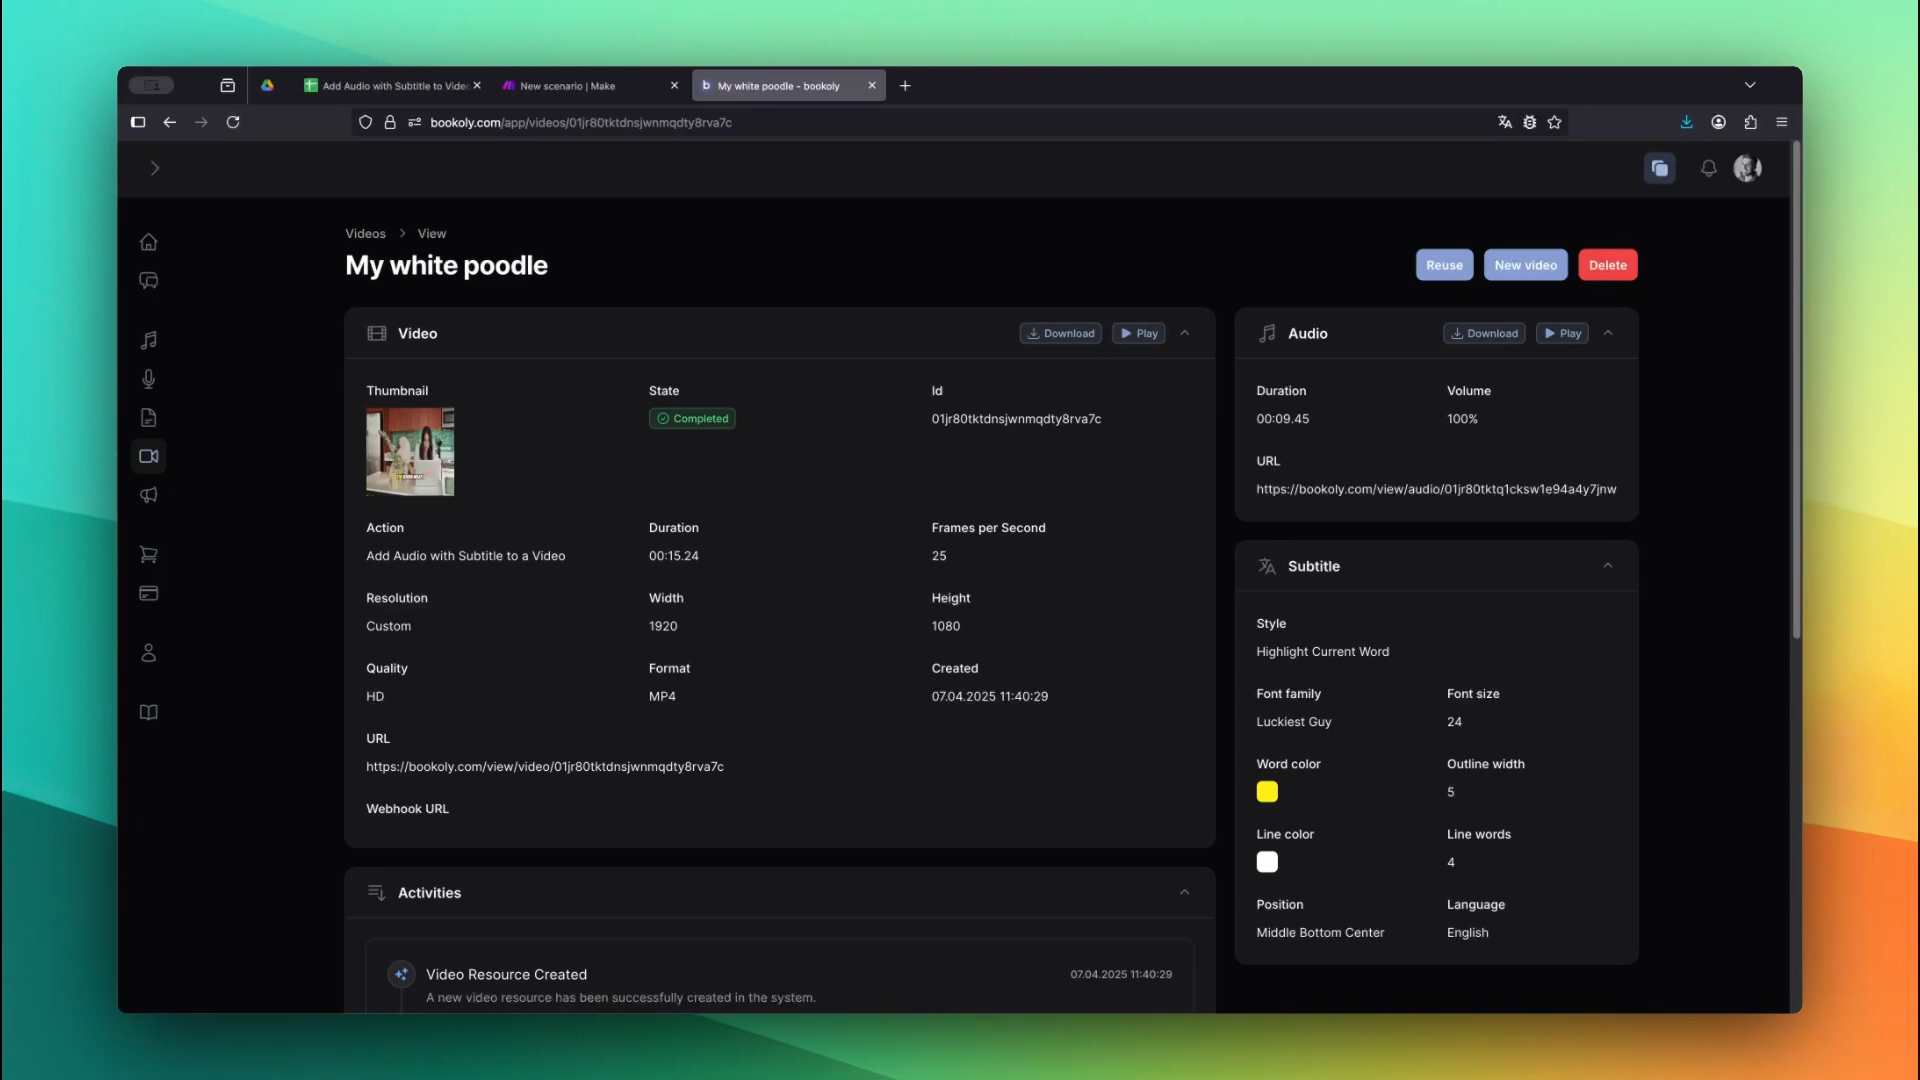 Add Audio with Subtitle to Video
New scenario | Make
My white poodle - bookoly
bookoly.com/app/videos/01jr80tktdnsjwnmqdty8rva7c
Videos > View
My white poodle
Reuse
New video
Delete
Video
Download
Play
Thumbnail
State
Id
Completed
01jr80tktdnsjwnmqdty8rva7c
Action
Duration
Frames per Second
Add Audio with Subtitle to a Video
00:15.24
25
Resolution
Width
Height
Custom
1920
1080
Quality
Format
Created
HD
MP4
07.04.2025 11:40:29
URL
https://bookoly.com/view/video/01jr80tktdnsjwnmqdty8rva7c
Webhook URL
Activities
Video Resource Created
07.04.2025 11:40:29
A new video resource has been successfully created in the system.
Audio
Download
Play
Duration
Volume
00:09.45
100%
URL
https://bookoly.com/view/audio/01jr80tktq1cksw1e94a4y7jnw
Subtitle
Style
Highlight Current Word
Font family
Font size
Luckiest Guy
24
Word color
Outline width
5
Line color
Line words
4
Position
Language
Middle Bottom Center
English